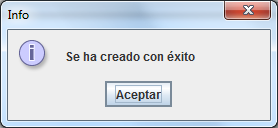 Info
Se ha creado con éxito
Aceptar